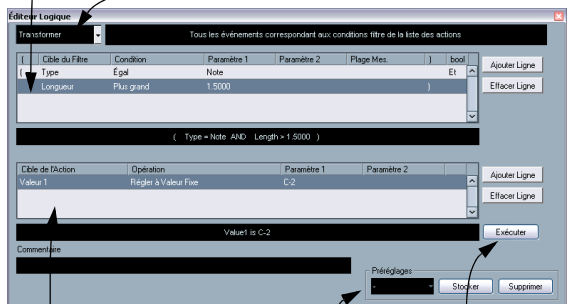 Éditeur Logique
Transformer
Tous les événements correspondant aux conditions filtre de la liste des actions
( Cible du Filtre Condition Paramètre 1 Paramètre 2 Plage Mes. ) bool
( Type Égal Note Et
Longueur Plus grand 1.5000 )
Ajouter Ligne
Effacer Ligne
( Type = Note AND Length > 1.5000 )
Cible de l'Action Opération Paramètre 1 Paramètre 2
Valeur 1 Régler à Valeur Fixe C-2
Ajouter Ligne
Effacer Ligne
Value1 is C-2
Exécuter
Commentaire
Préréglages
-
Stocker
Supprimer